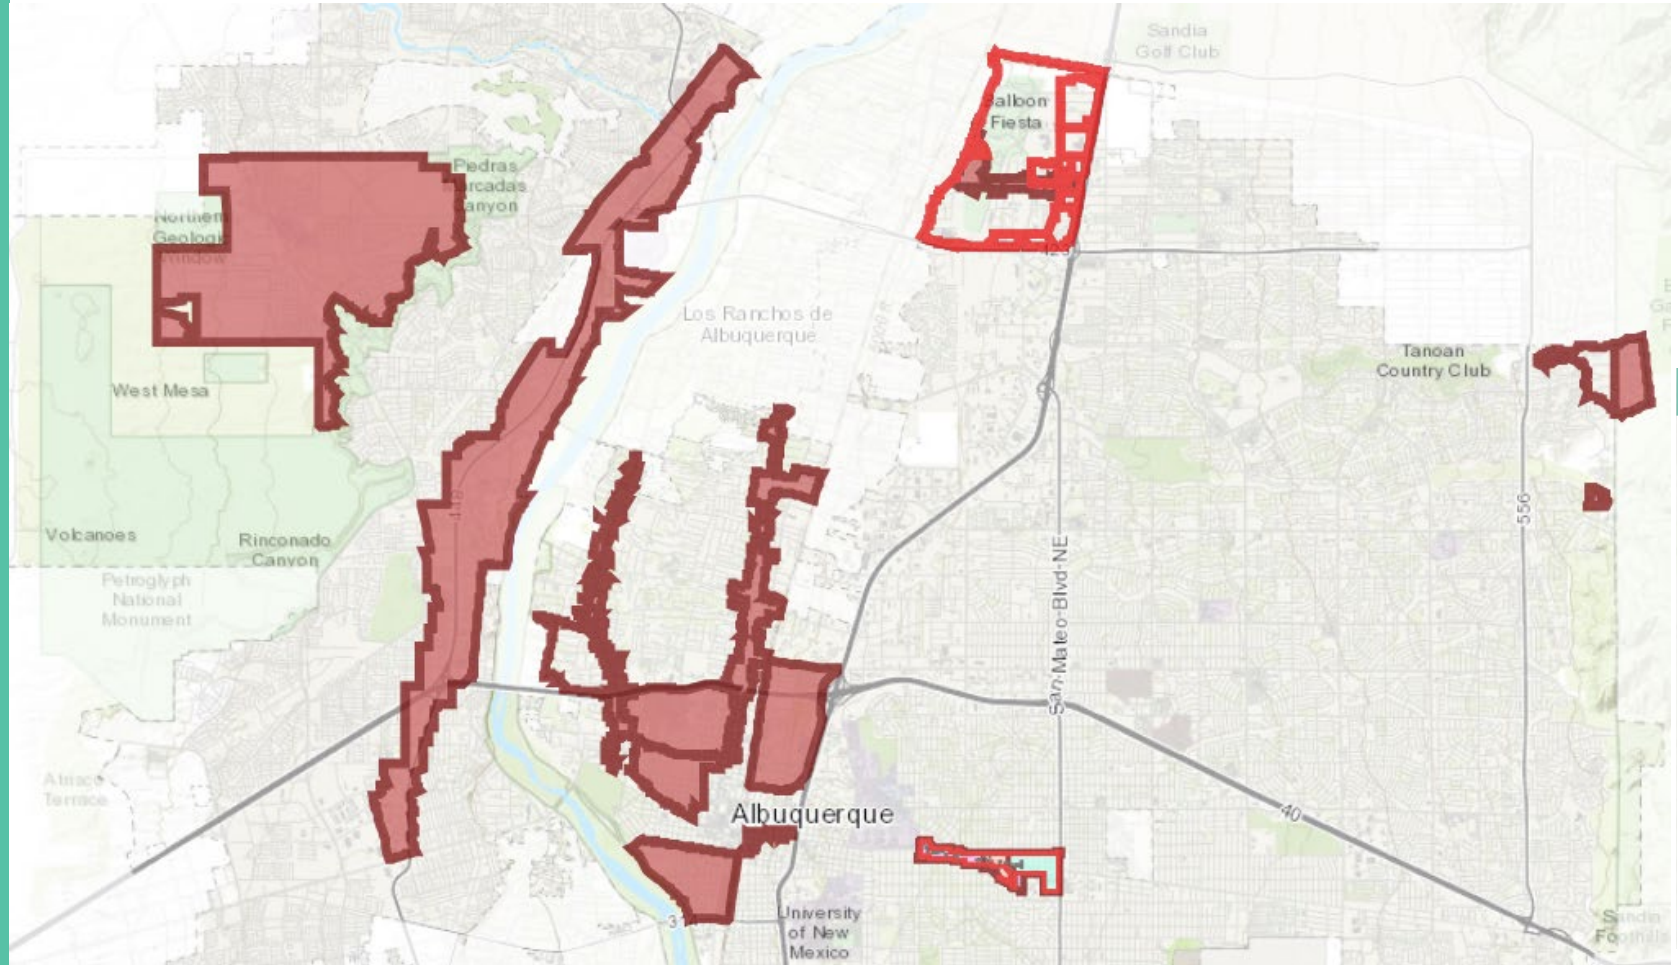 Sandia
Golf Club
Balloon
Fiesta
Piedras
Marcadas
Canyon
Northern
Geologic
Window
423
Los Ranchos de
Albuquerque
Tanoan
Country Club
West Mesa
448
556
Volcanoes
Rinconado
Canyon
San-Mateo-Blvd-NE
Petroglyph
National
Monument
Atrisco
Terrace
Albuquerque
40
University
of New
Mexico
Sandia
Foothills